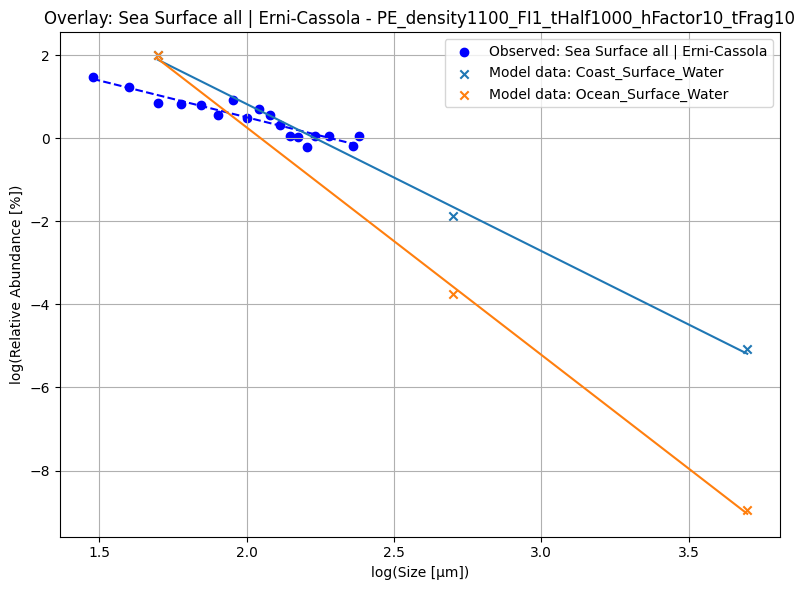 Overlay: Sea Surface all | Erni-Cassola - PE_density1100_FI1_tHalf1000_hFactor10_tFrag10
Observed: Sea Surface all | Erni-Cassola
Model data: Coast_Surface_Water
Model data: Ocean_Surface_Water
log(Relative Abundance [%])
2
0
−2
−4
−6
−8
1.5
2.0
2.5
3.0
3.5
log(Size [µm])